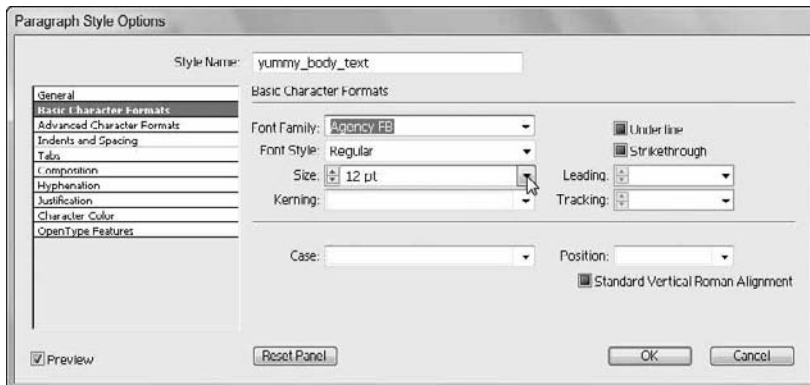 Paragraph Style Options
Style Name: yummy_body_text
General
Basic Character Formats
Advanced Character Formats
Indents and Spacing
Tabs
Composition
Hyphenation
Justification
Character Color
OpenType Features
Basic Character Formats
Font Family: Agency FB
Underline
Font Style: Regular
Strikethrough
Size: 12 pt
Leading:
Kerning:
Tracking:
Case:
Position:
Standard Vertical Roman Alignment
Preview
Reset Panel
OK
Cancel